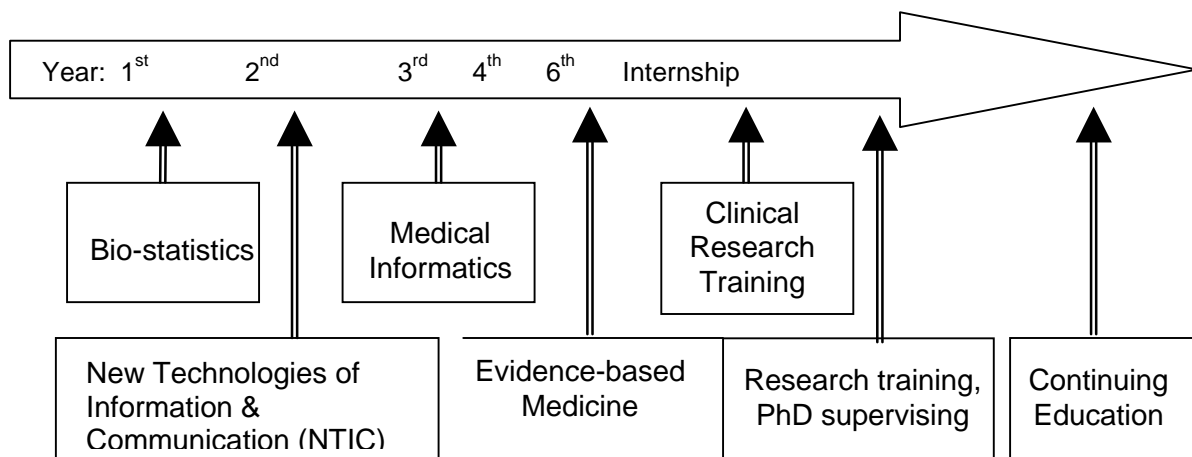 Year: 1st 2nd 3rd 4th 6th Internship
Bio-statistics
Medical
Informatics
Clinical
Research
Training
New Technologies of
Information &
Communication (NTIC)
Evidence-based
Medicine
Research training,
PhD supervising
Continuing
Education